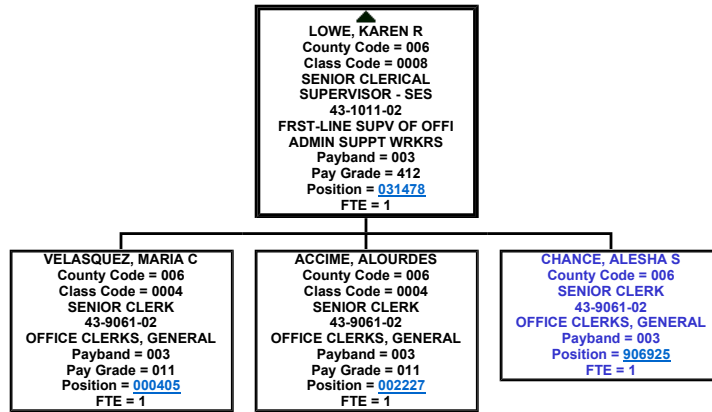 LOWE, KAREN R
County Code = 006
Class Code = 0008
SENIOR CLERICAL
SUPERVISOR - SES
43-1011-02
FRST-LINE SUPV OF OFFI
ADMIN SUPPT WRKRS
Payband = 003
Pay Grade = 412
Position = 031478
FTE = 1
VELASQUEZ, MARIA C
County Code = 006
Class Code = 0004
SENIOR CLERK
43-9061-02
OFFICE CLERKS, GENERAL
Payband = 003
Pay Grade = 011
Position = 000405
FTE = 1
ACCIME, ALOURDES
County Code = 006
Class Code = 0004
SENIOR CLERK
43-9061-02
OFFICE CLERKS, GENERAL
Payband = 003
Pay Grade = 011
Position = 002227
FTE = 1
CHANCE, ALESHA S
County Code = 006
SENIOR CLERK
43-9061-02
OFFICE CLERKS, GENERAL
Payband = 003
Position = 906925
FTE = 1